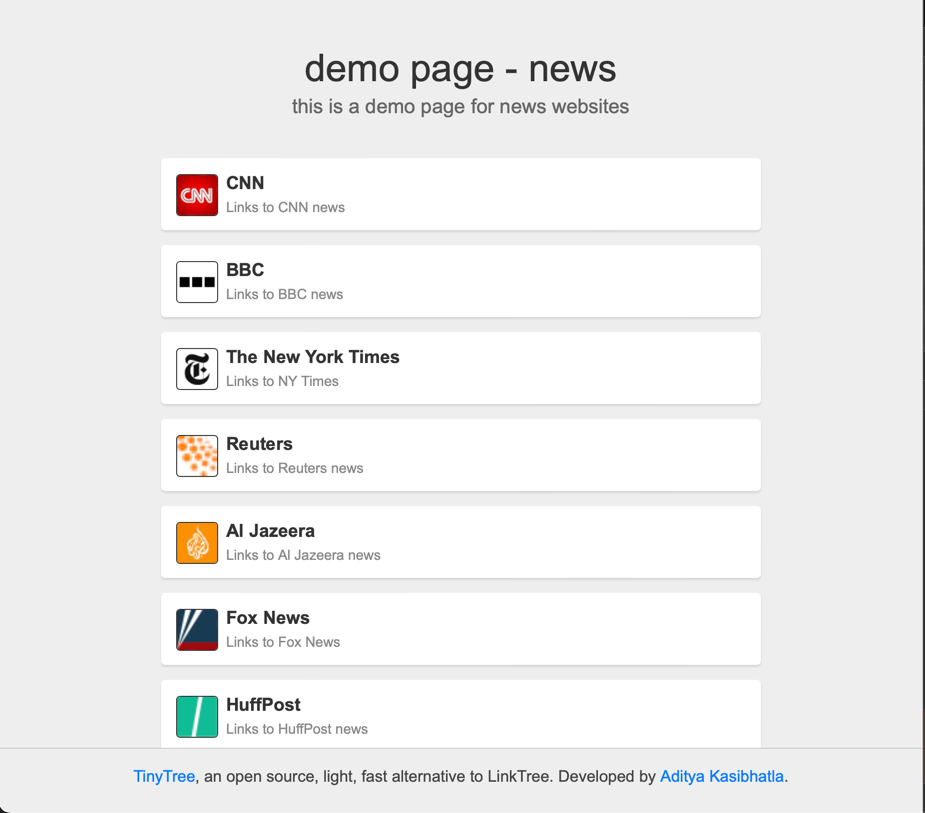 demo page - news
this is a demo page for news websites
CNN
CNN
Links to CNN news
BBC
Links to BBC news
The New York Times
Links to NY Times
Reuters
Links to Reuters news
Al Jazeera
Links to Al Jazeera news
Fox News
Links to Fox News
HuffPost
Links to HuffPost news
TinyTree, an open source, light, fast alternative to LinkTree. Developed by Aditya Kasibhatla.